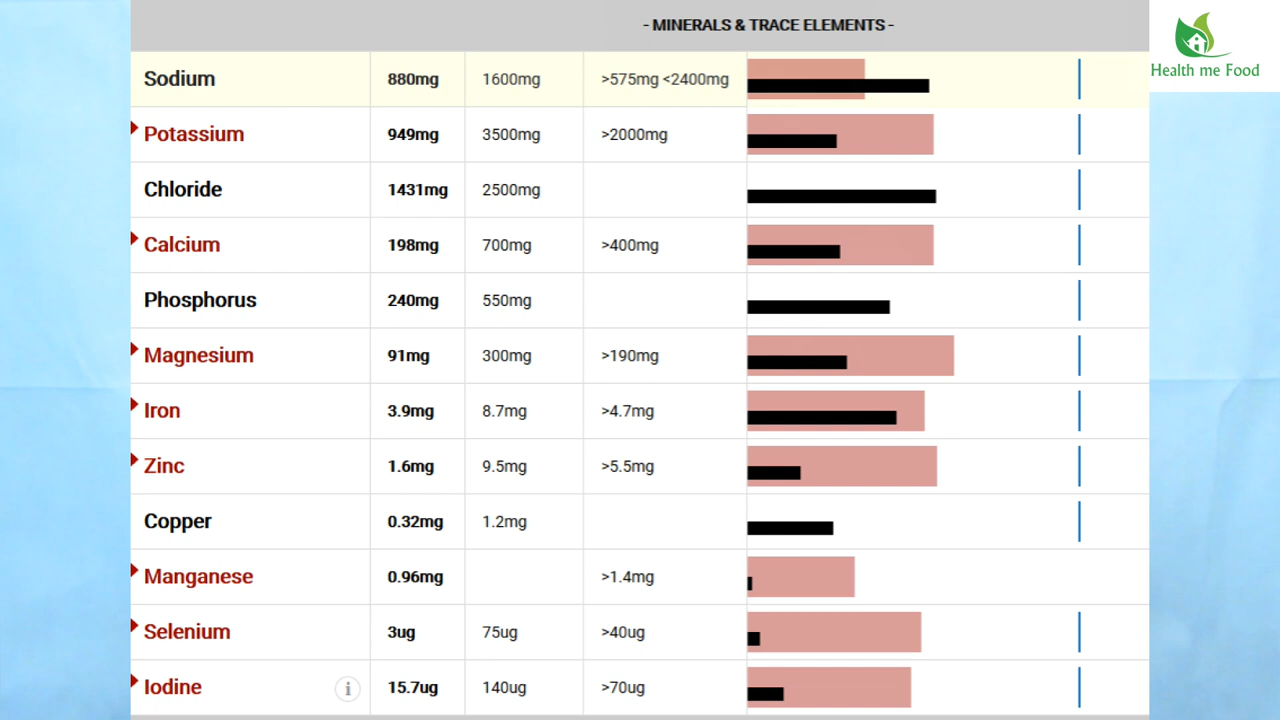 - MINERALS & TRACE ELEMENTS -
Health me Food
Sodium 880mg 1600mg >575mg <2400mg
Potassium 949mg 3500mg >2000mg
Chloride 1431mg 2500mg
Calcium 198mg 700mg >400mg
Phosphorus 240mg 550mg
Magnesium 91mg 300mg >190mg
Iron 3.9mg 8.7mg >4.7mg
Zinc 1.6mg 9.5mg >5.5mg
Copper 0.32mg 1.2mg
Manganese 0.96mg >1.4mg
Selenium 3ug 75ug >40ug
Iodine i 15.7ug 140ug >70ug